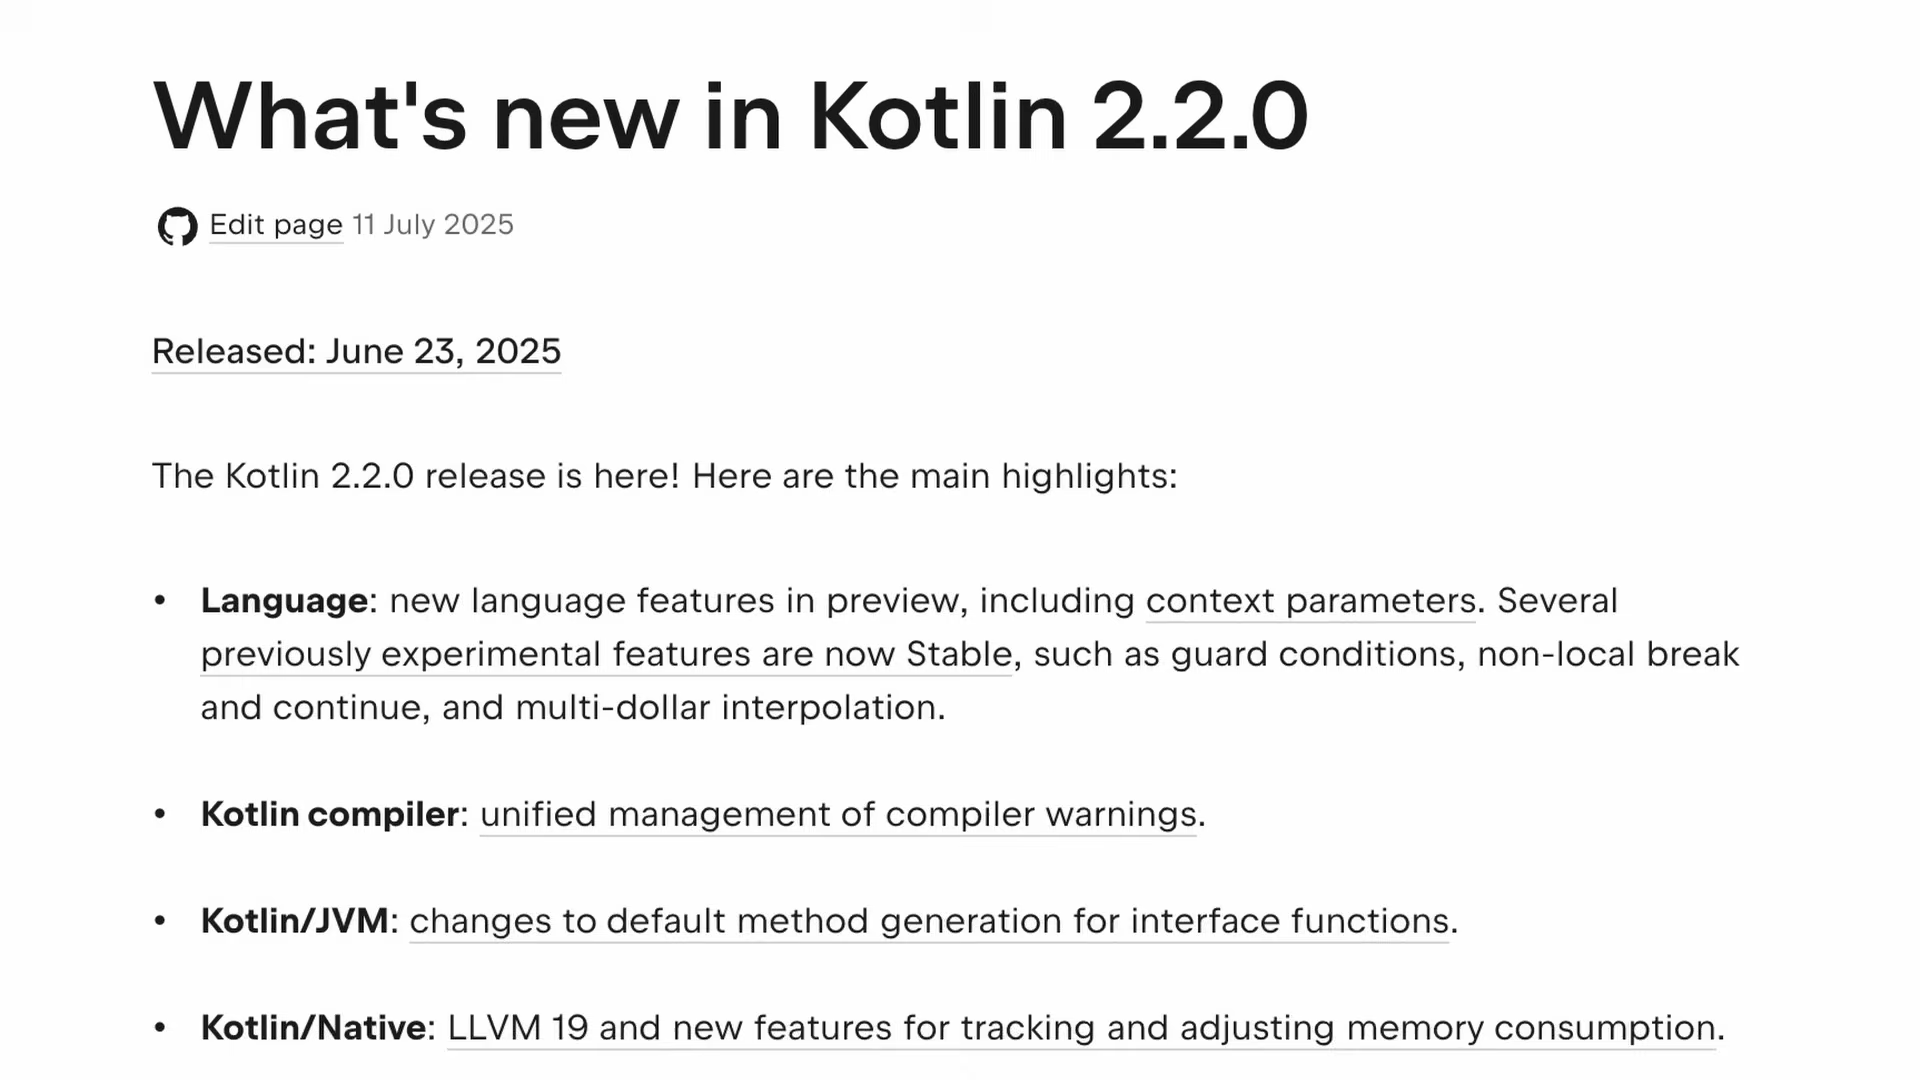 What's new in Kotlin 2.2.0
Edit page 11 July 2025
Released: June 23, 2025
The Kotlin 2.2.0 release is here! Here are the main highlights:
• Language: new language features in preview, including context parameters. Several
previously experimental features are now Stable, such as guard conditions, non-local break
and continue, and multi-dollar interpolation.
• Kotlin compiler: unified management of compiler warnings.
• Kotlin/JVM: changes to default method generation for interface functions.
• Kotlin/Native: LLVM 19 and new features for tracking and adjusting memory consumption.